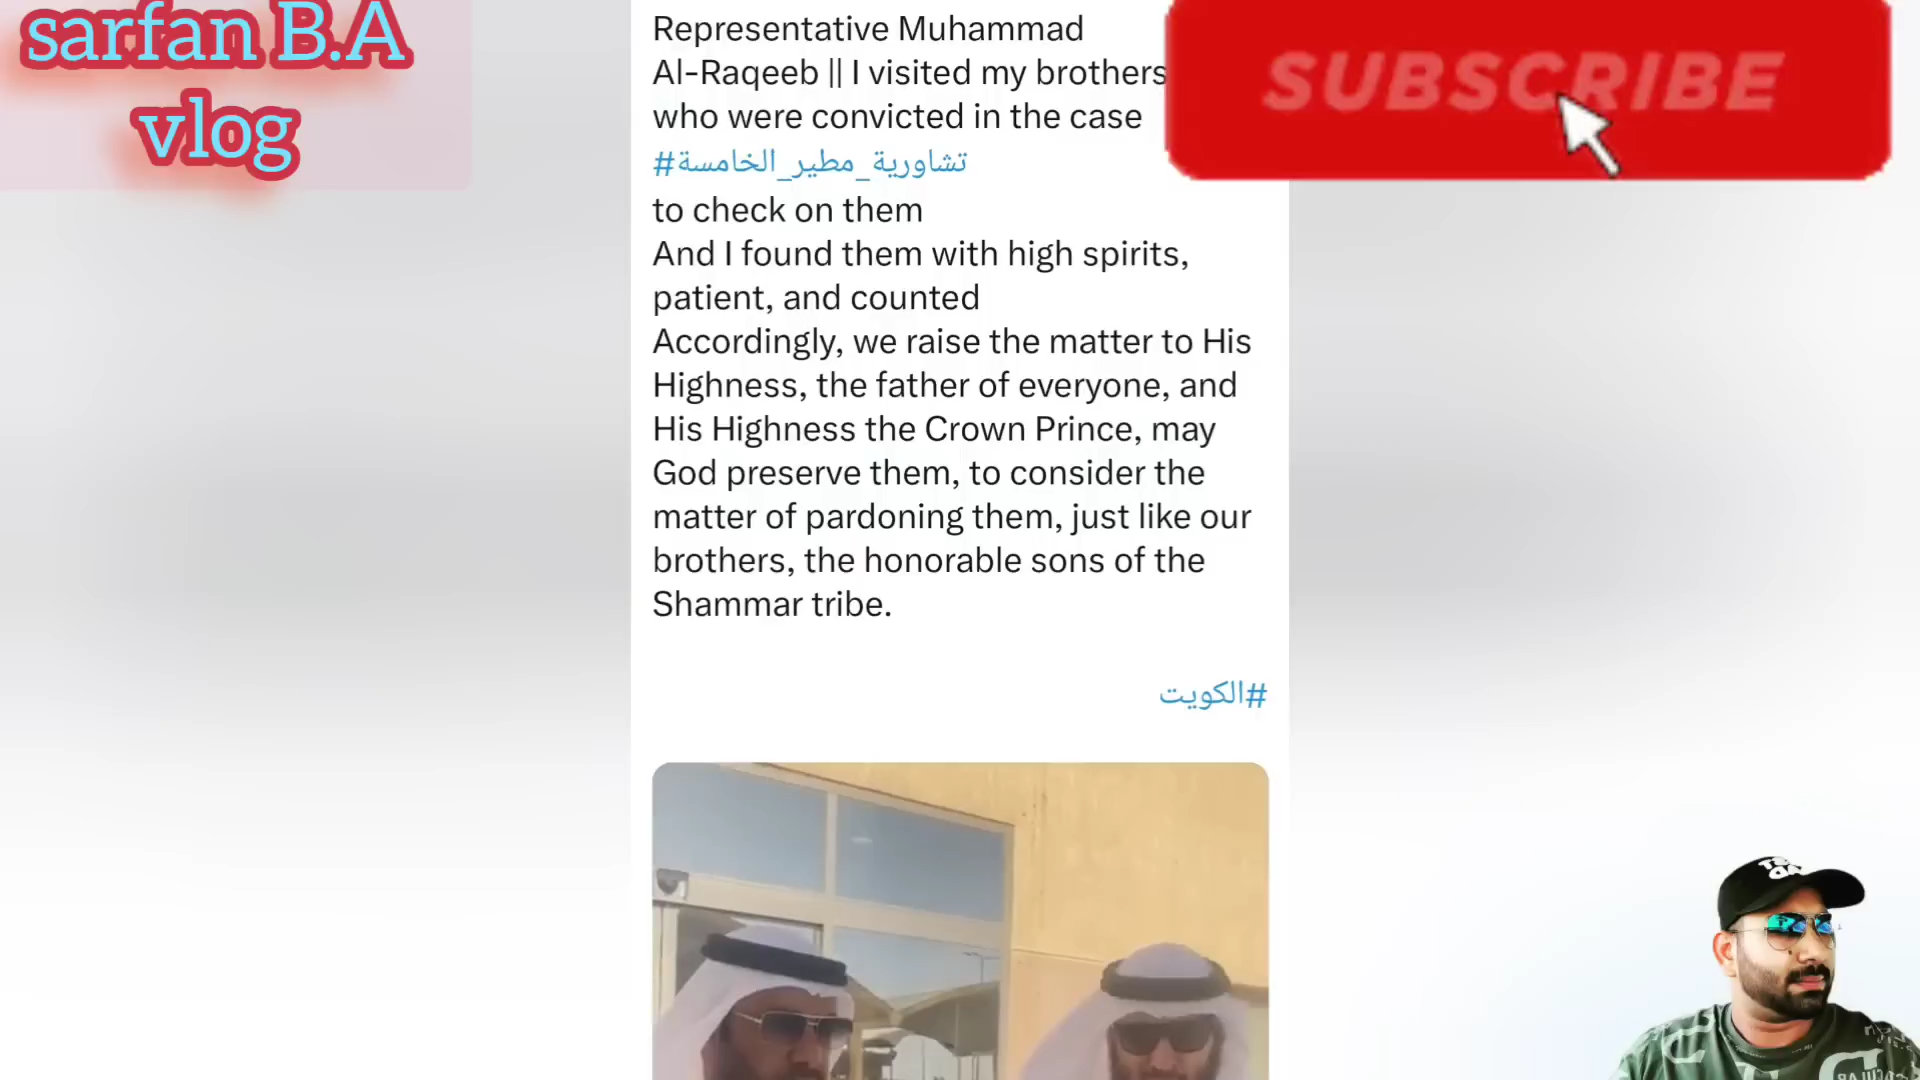 sarfan B.A
vlog
SUBSCRIBE
Representative Muhammad
Al-Raqeeb || I visited my brothers
who were convicted in the case
#تشاورية_مطير_الخامسة
to check on them
And I found them with high spirits,
patient, and counted
Accordingly, we raise the matter to His
Highness, the father of everyone, and
His Highness the Crown Prince, may
God preserve them, to consider the
matter of pardoning them, just like our
brothers, the honorable sons of the
Shammar tribe.
#الكويت